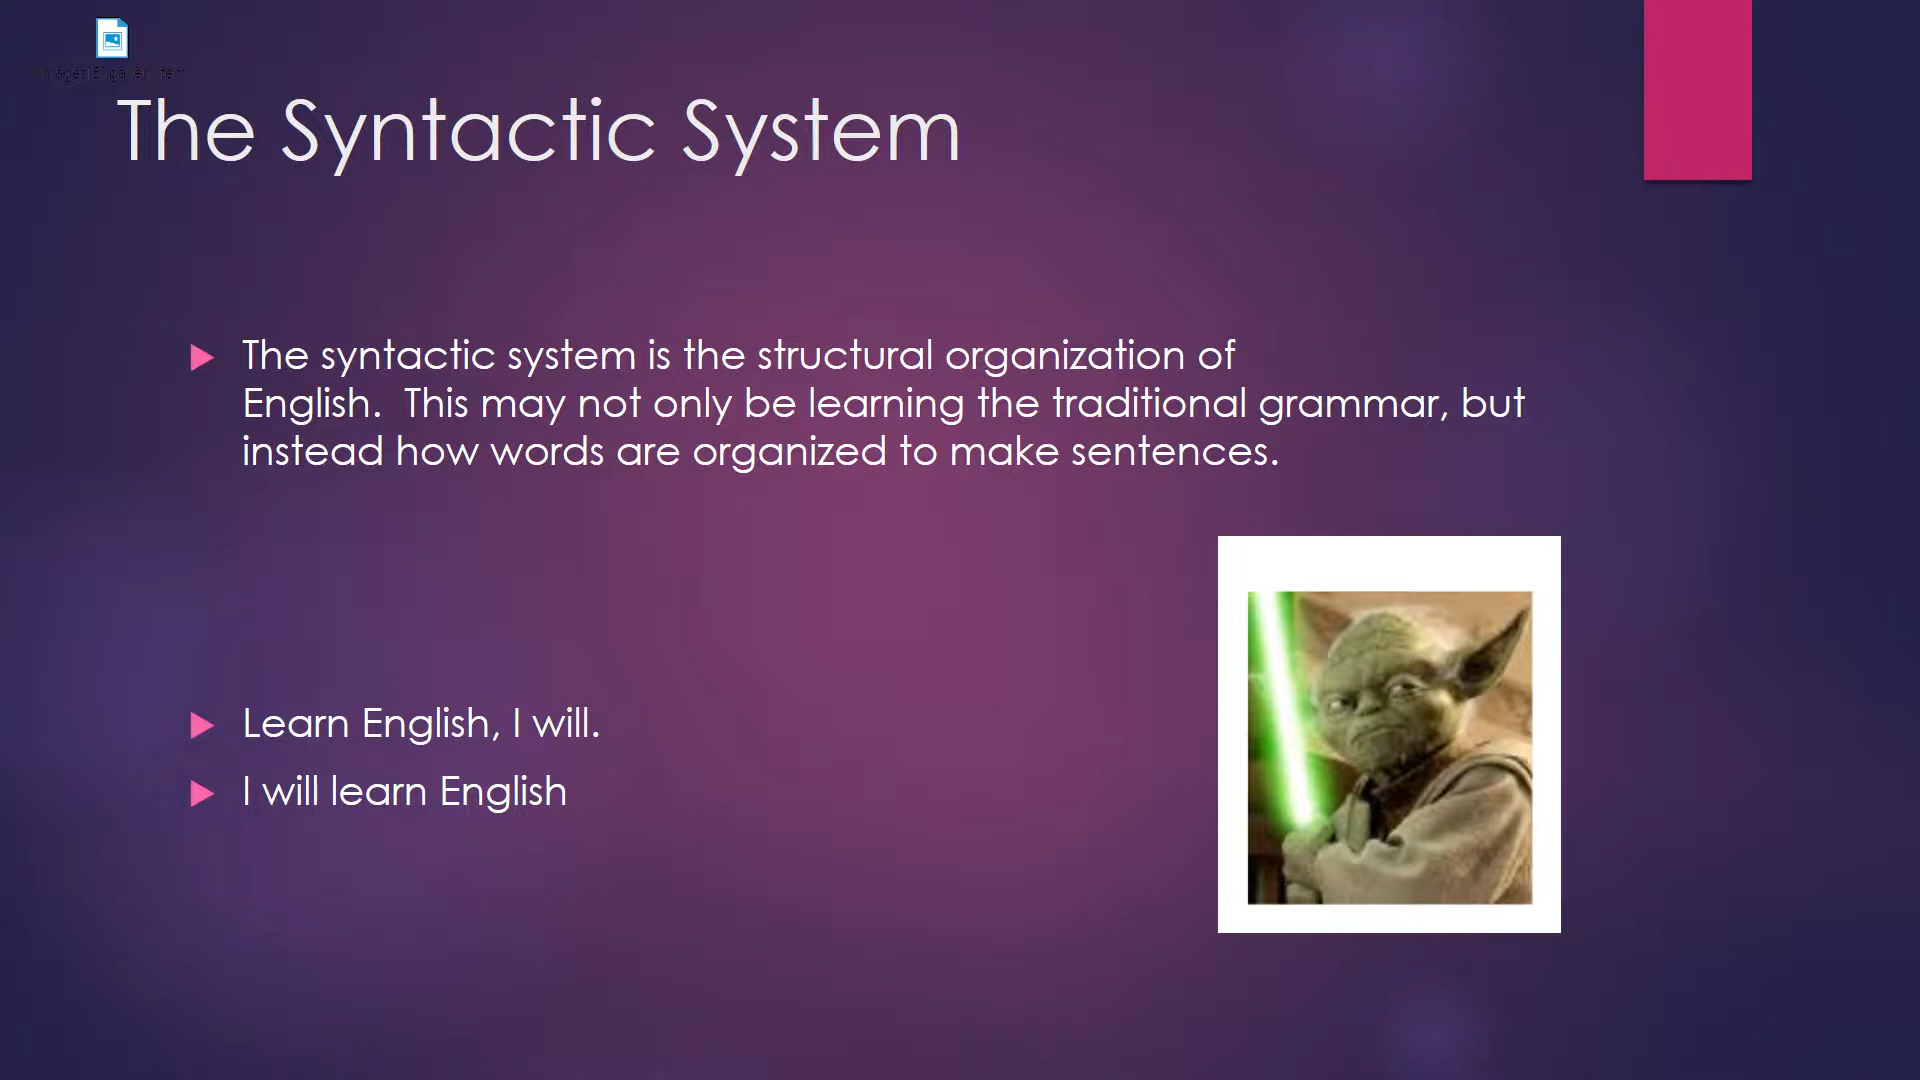 The Syntactic System
The syntactic system is the structural organization of
English.  This may not only be learning the traditional grammar, but
instead how words are organized to make sentences.
Learn English, I will.
I will learn English